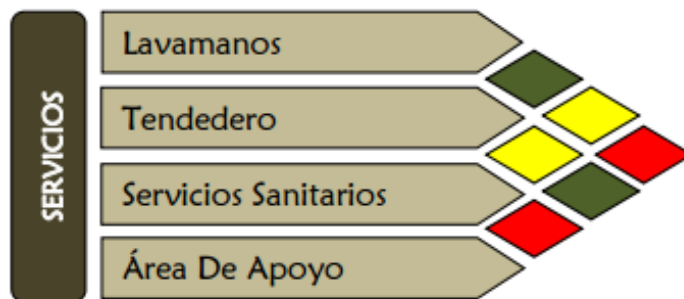 SERVICIOS
Lavamanos
Tendedero
Servicios Sanitarios
Área De Apoyo